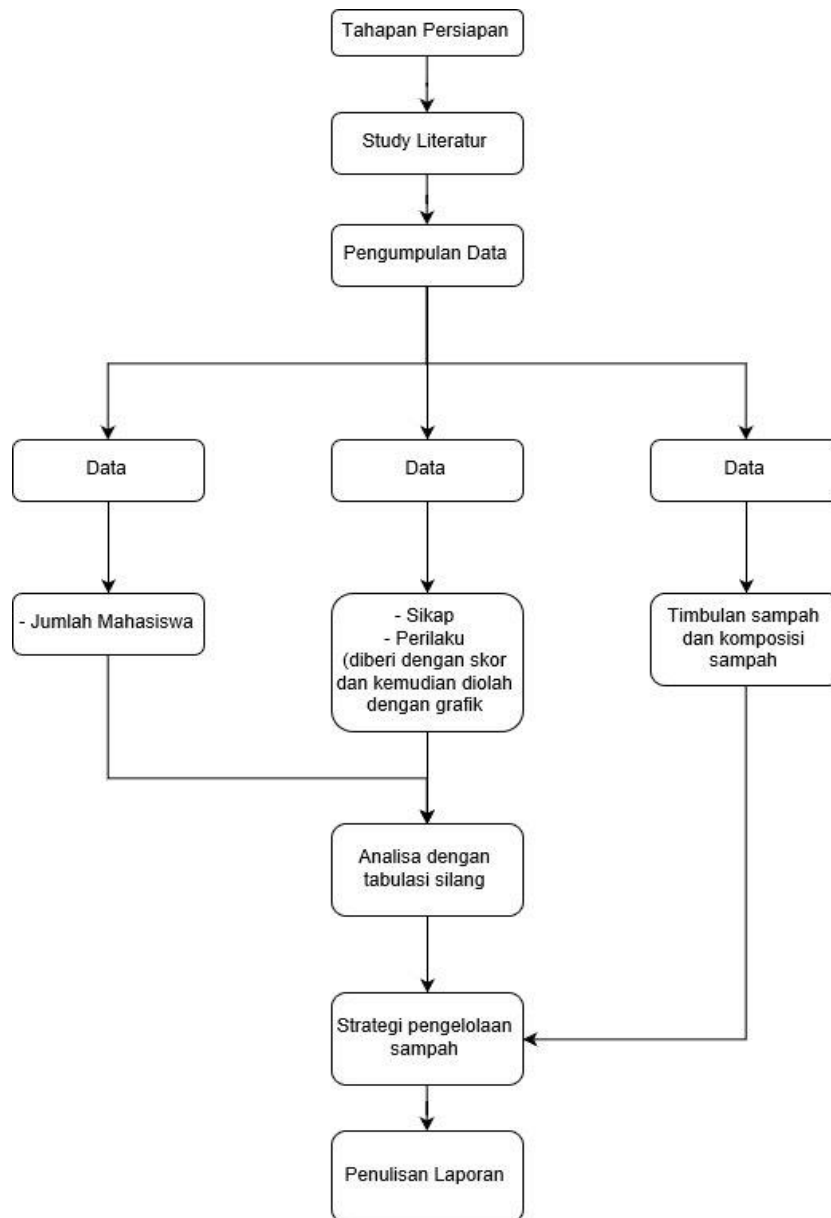 Tahapan Persiapan
Study Literatur
Pengumpulan Data
Data
Data
Data
- Jumlah Mahasiswa
- Sikap
- Perilaku
(diberi dengan skor
dan kemudian diolah
dengan grafik
Timbulan sampah
dan komposisi
sampah
Analisa dengan
tabulasi silang
Strategi pengelolaan
sampah
Penulisan Laporan